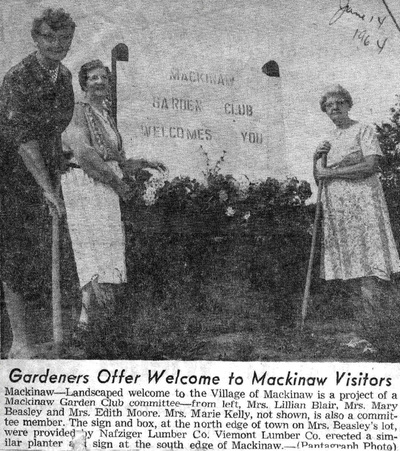 June 14
1964
MACKINAW
GARDEN CLUB
WELCOMES YOU
Gardeners Offer Welcome to Mackinaw Visitors
Mackinaw—Landscaped welcome to the Village of Mackinaw is a project of a
Mackinaw Garden Club committee—from left, Mrs. Lillian Blair, Mrs. Mary
Beasley and Mrs. Edith Moore. Mrs. Marie Kelly, not shown, is also a commit-
tee member. The sign and box, at the north edge of town on Mrs. Beasley's lot,
were provided by Nafziger Lumber Co. Viemont Lumber Co. erected a sim-
ilar planter a d sign at the south edge of Mackinaw.—(Pantagraph Photo)